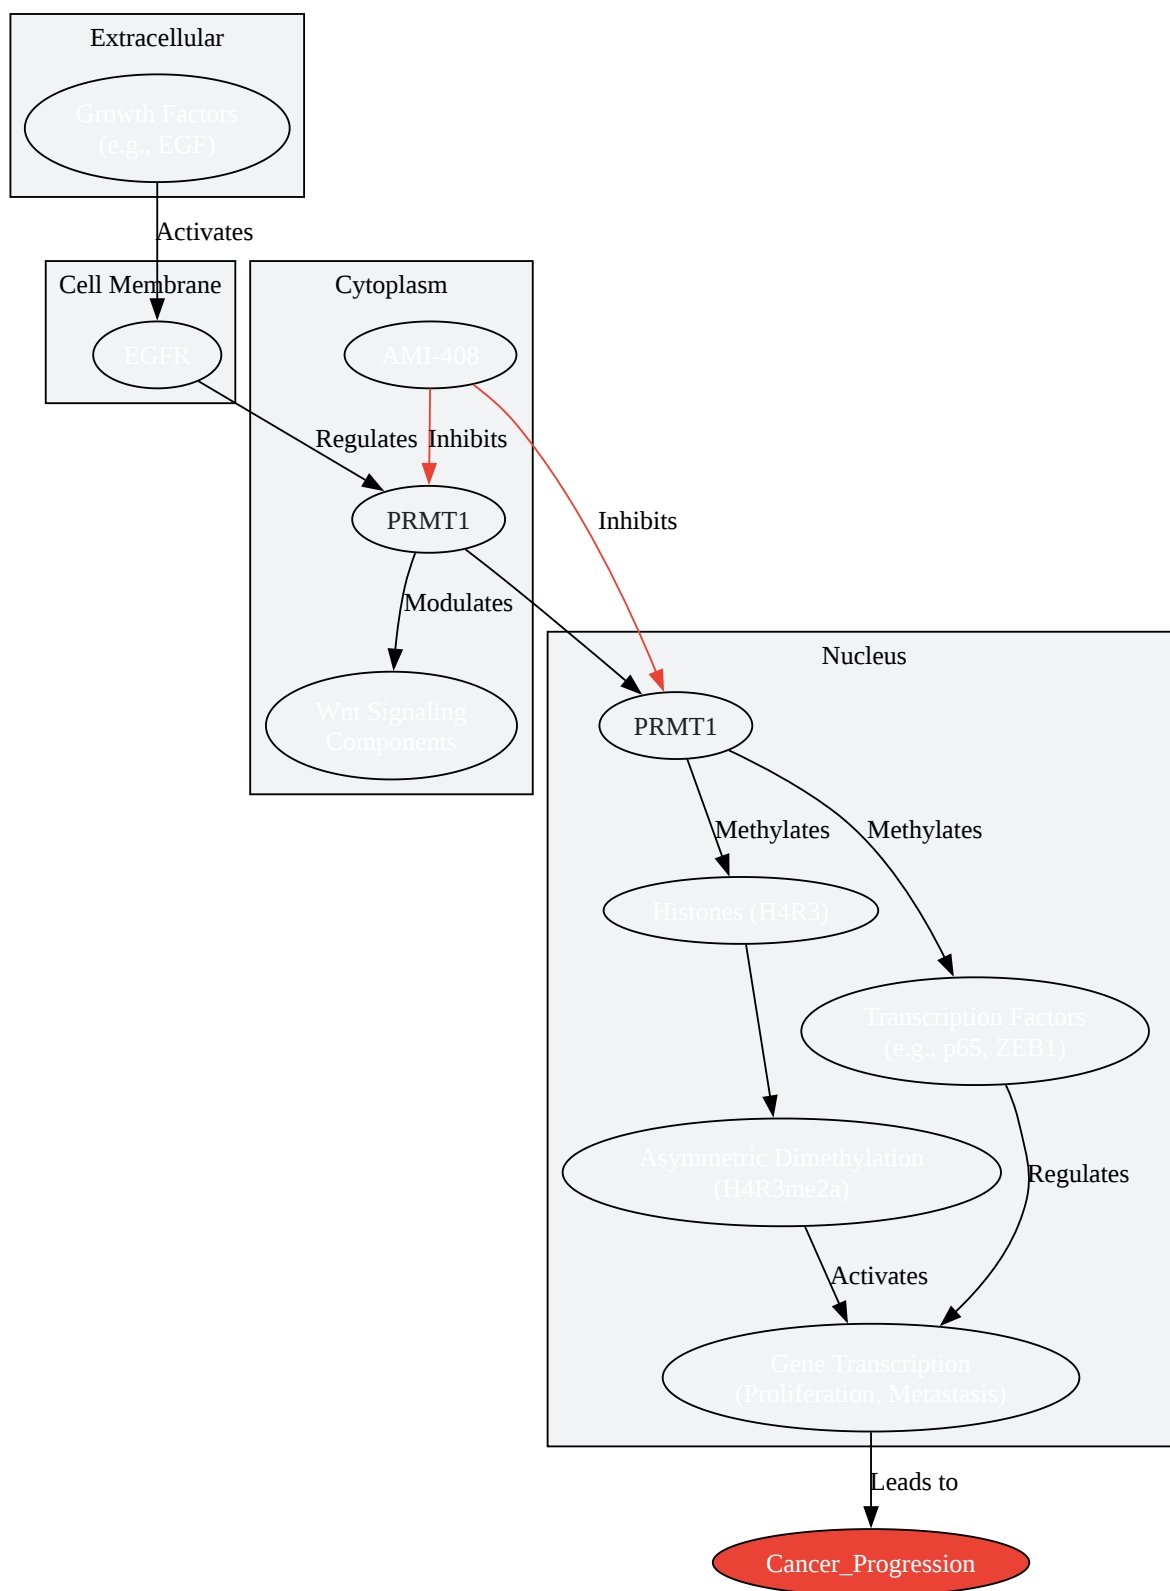 Extracellular
Growth Factors
(e.g., EGF)
Activates
Cell Membrane
EGFR
Cytoplasm
AMI-408
Regulates
Inhibits
Inhibits
PRMT1
Modulates
Wnt Signaling
Components
Nucleus
PRMT1
Methylates
Methylates
Histones (H4R3)
Transcription Factors
(e.g., p65, ZEB1)
Asymmetric Dimethylation
(H4R3me2a)
Regulates
Activates
Gene Transcription
(Proliferation, Metastasis)
Leads to
Cancer_Progression